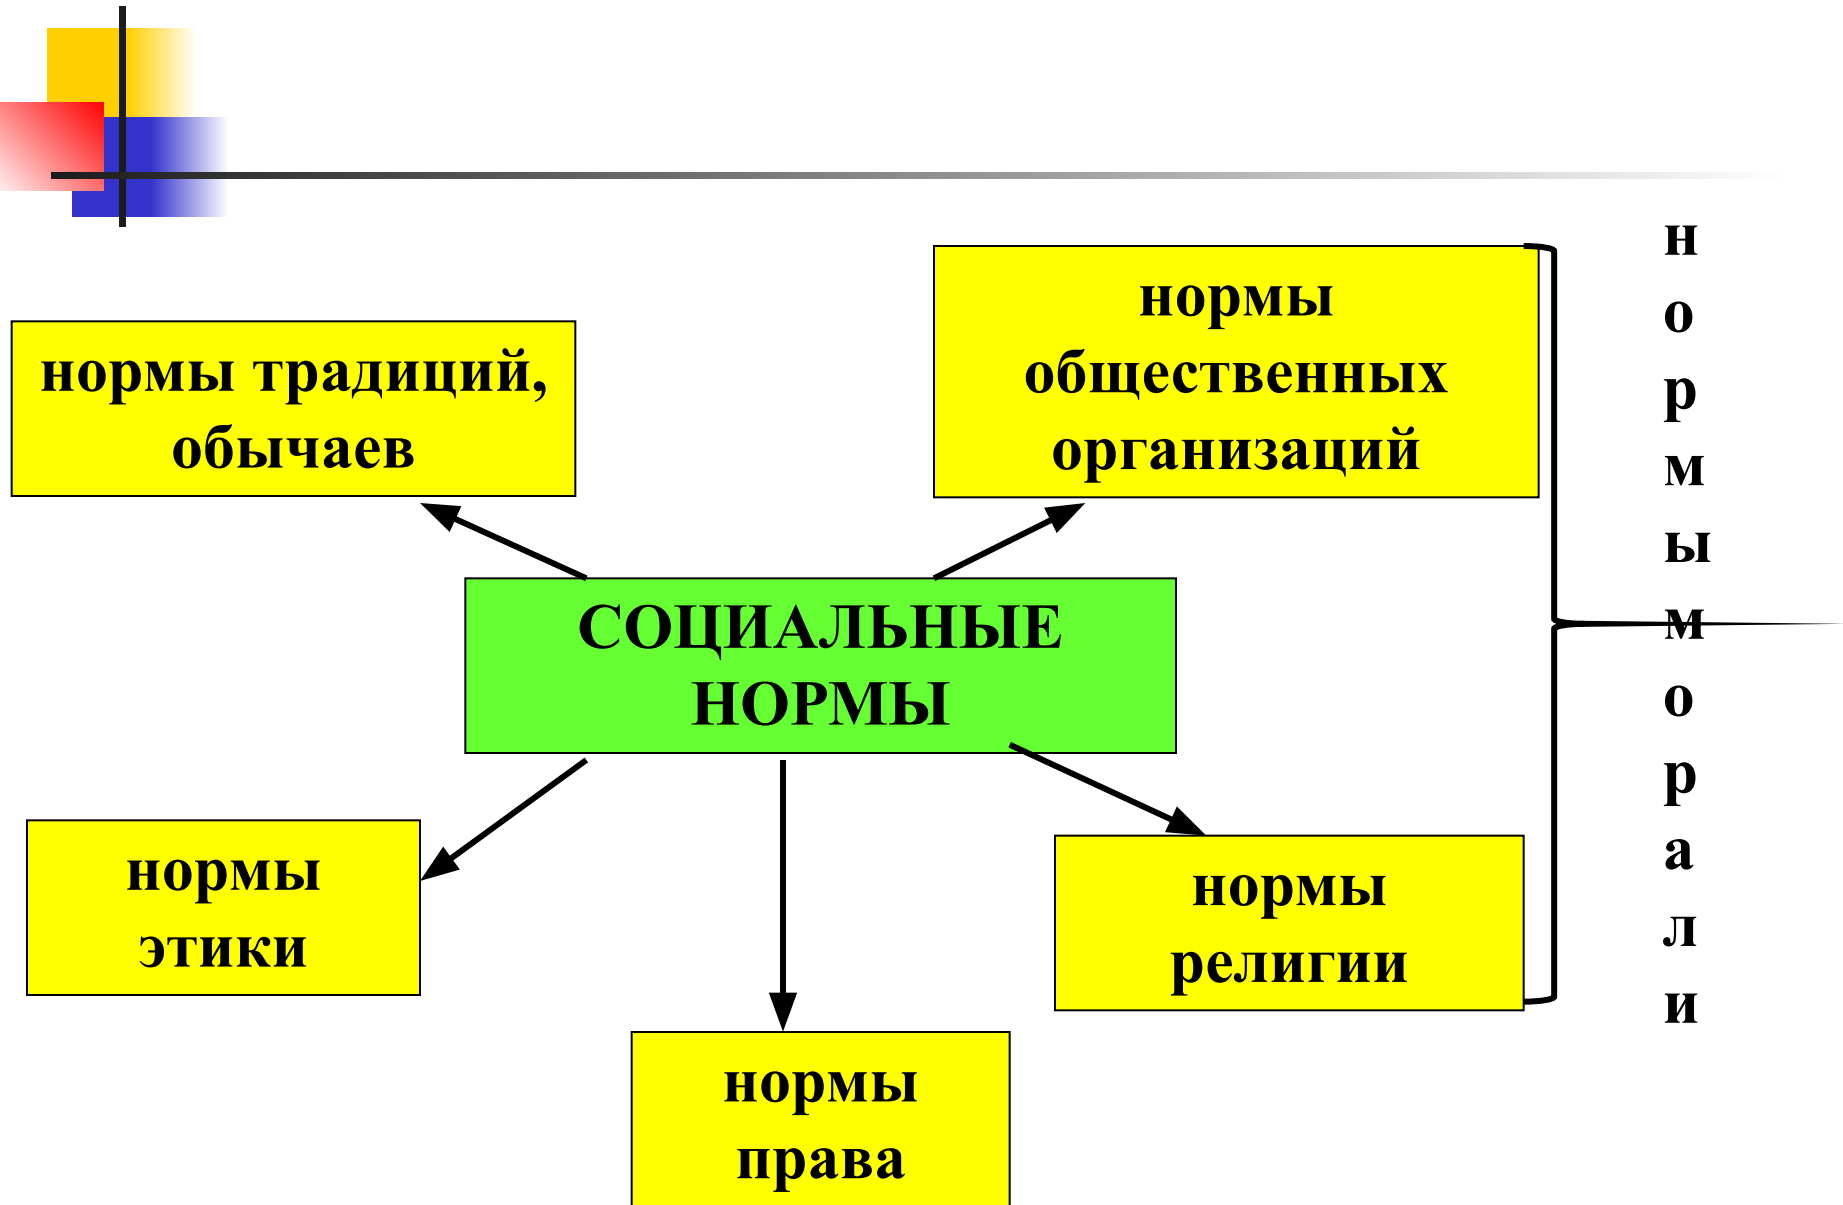 нормы традиций,
обычаев
нормы
общественных
организаций
СОЦИАЛЬНЫЕ
НОРМЫ
нормы
этики
нормы
религии
нормы
права
н
о
р
м
ы
м
о
р
а
л
и